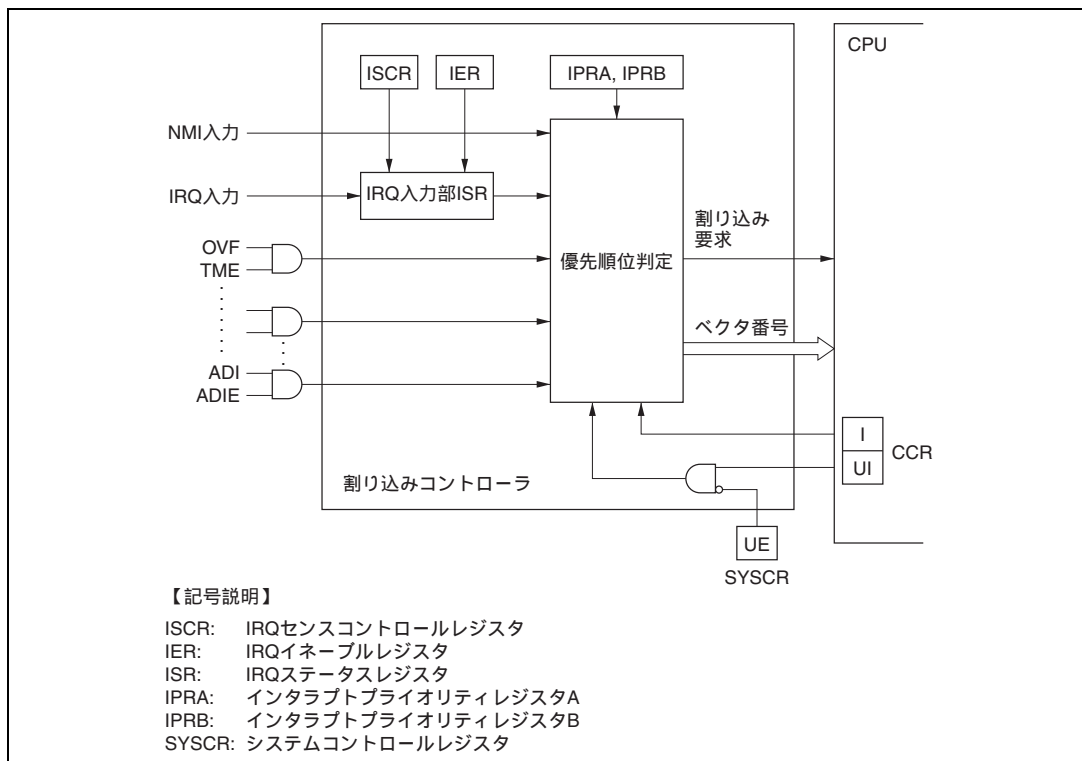 CPU
ISCR
IER
IPRA, IPRB
NMI入力
IRQ入力
IRQ入力部ISR
OVF
TME
優先順位判定
割り込み
要求
ベクタ番号
ADI
ADIE
I
UI
CCR
割り込みコントローラ
UE
SYSCR
【記号説明】
ISCR: IRQセンスコントロールレジスタ
IER: IRQイネーブルレジスタ
ISR: IRQステータスレジスタ
IPRA: インタラプトプライオリティレジスタA
IPRB: インタラプトプライオリティレジスタB
SYSCR: システムコントロールレジスタ